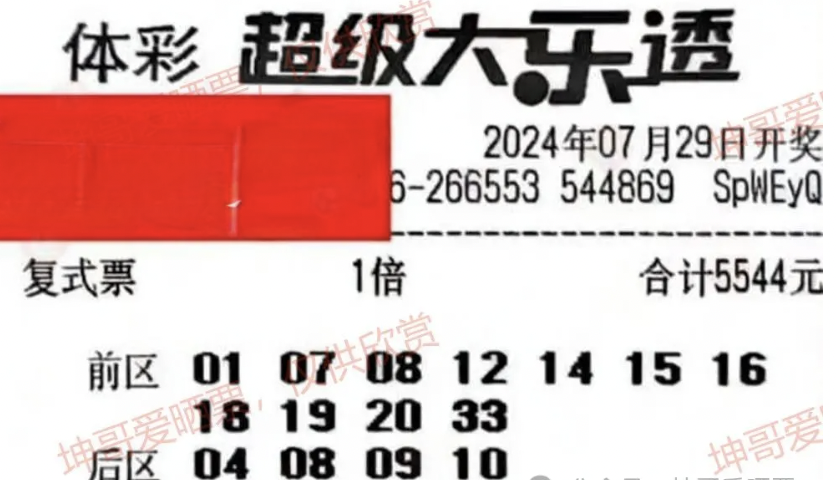 体彩 超级大乐透
2024年07月29日开奖
6-266553 544869 SpWEyQ
复式票 1倍 合计5544元
前区 01 07 08 12 14 15 16
18 19 20 33
后区 04 08 09 10
坤哥爱晒票，仅供欣赏
坤哥爱